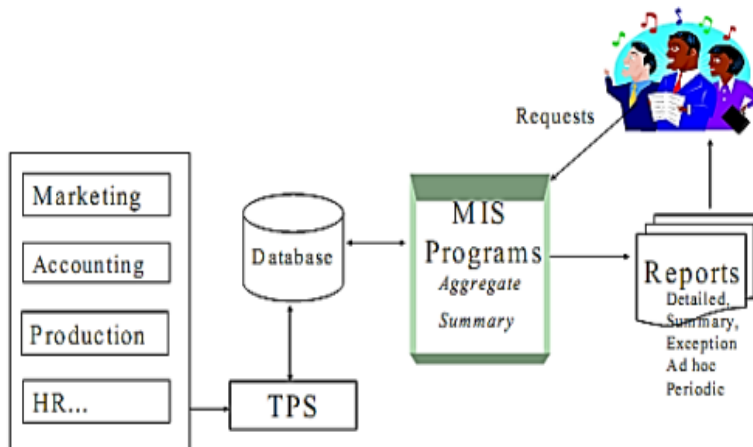 Requests
Marketing
Accounting
Production
HR...
Database
TPS
MIS
Programs
Aggregate
Summary
Reports
Detailed,
Summary,
Exception
Ad hoc
Periodic